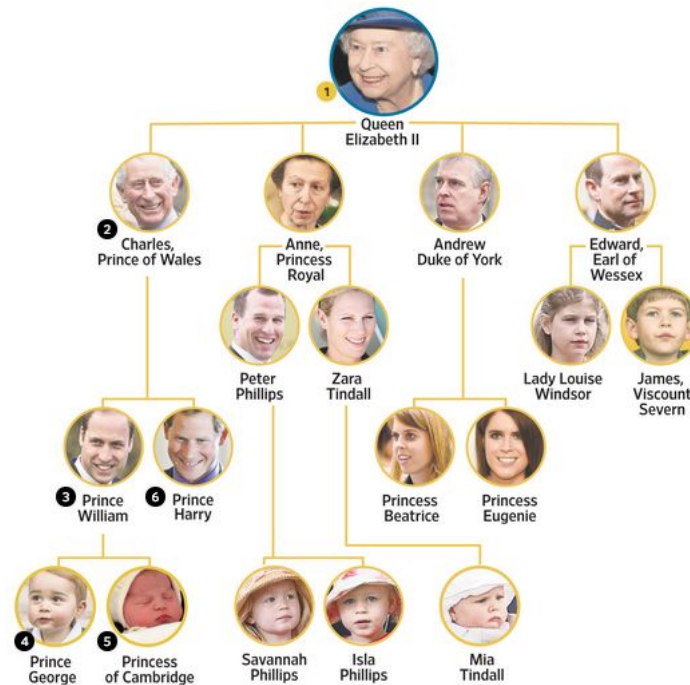 1
Queen
Elizabeth II
2
Charles,
Prince of Wales
Anne,
Princess
Royal
Andrew
Duke of York
Edward,
Earl of
Wessex
Peter
Phillips
Zara
Tindall
Lady Louise
Windsor
James,
Viscount
Severn
3
Prince
William
6
Prince
Harry
Princess
Beatrice
Princess
Eugenie
4
Prince
George
5
Princess
of Cambridge
Savannah
Phillips
Isla
Phillips
Mia
Tindall